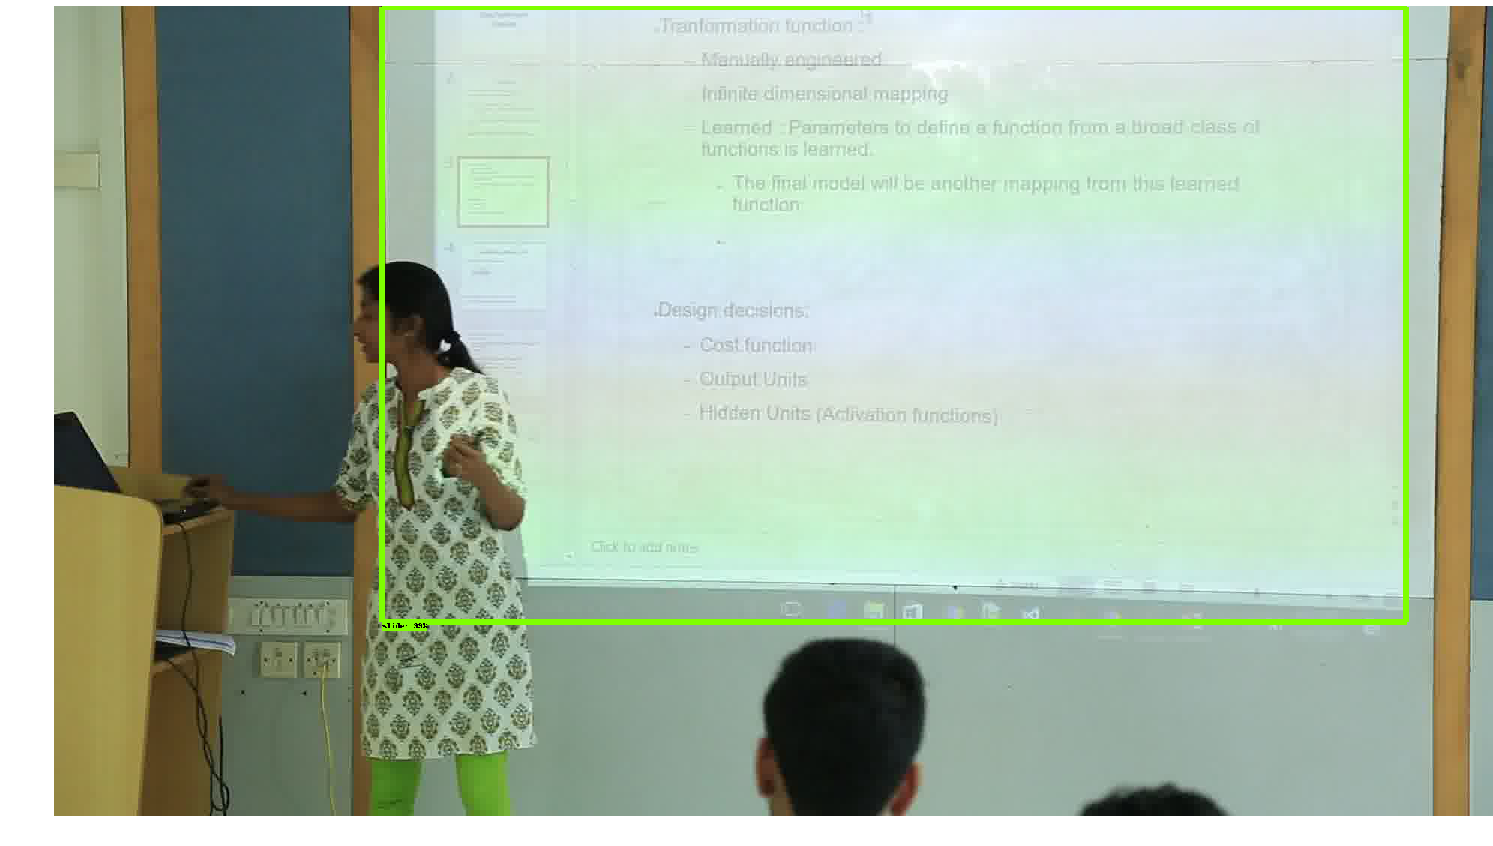 .Tranformation function :
- Manually engineered
Infinite dimensional mapping
- Learned : Parameters to define a function from a broad class of
functions is learned.
. The final model will be another mapping from this learned
function
.Design decisions:
- Cost function
- Output Units
- Hidden Units (Activation functions)
Click to add notes
slide: 99%